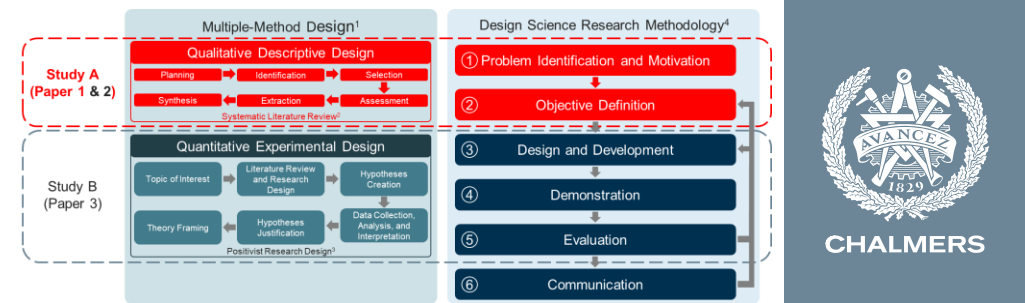 Multiple-Method Design1
Design Science Research Methodology4
Study A
(Paper 1 & 2)
Qualitative Descriptive Design
Planning
Identification
Selection
Synthesis
Extraction
Assessment
Systematic Literature Review2
① Problem Identification and Motivation
② Objective Definition
Study B
(Paper 3)
Quantitative Experimental Design
Topic of Interest
Literature Review
and Research
Design
Hypotheses
Creation
Theory Framing
Hypotheses
Justification
Data Collection,
Analysis, and
Interpretation
Positivist Research Design3
③ Design and Development
④ Demonstration
⑤ Evaluation
⑥ Communication
AVANCEZ
1829
CHALMERS